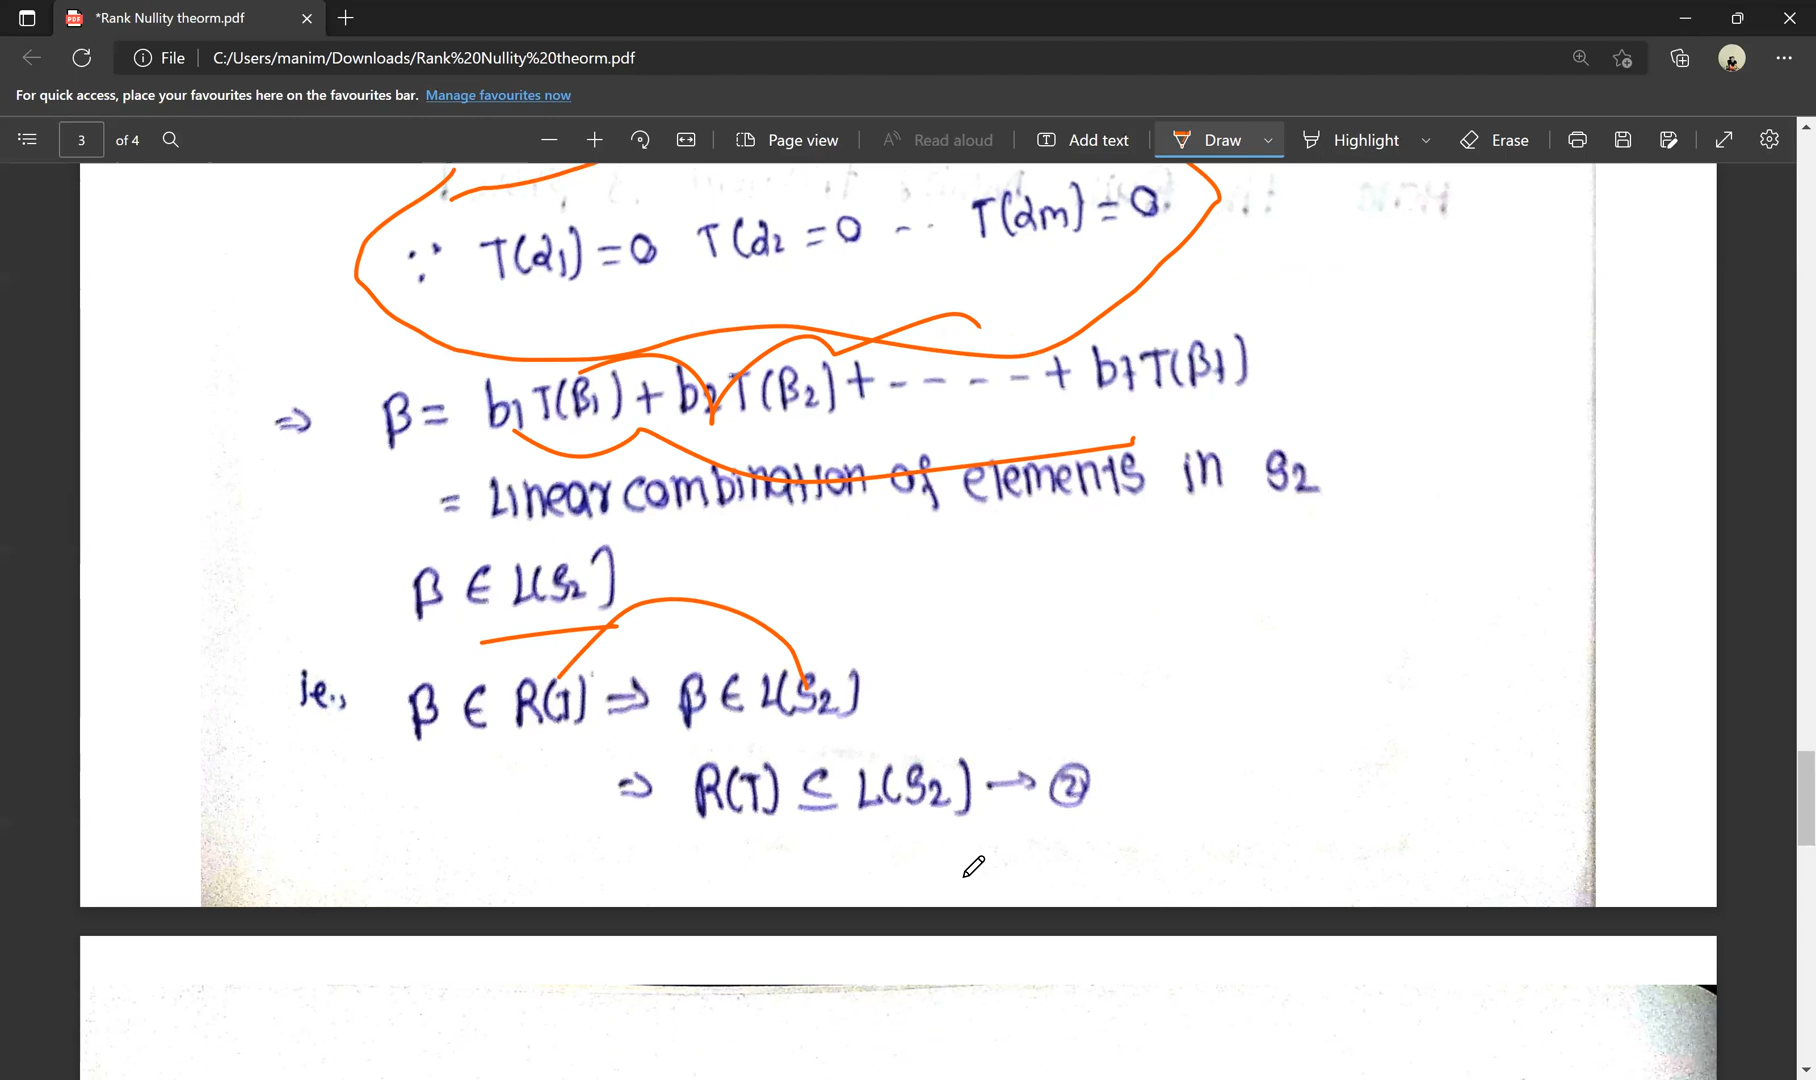 *Rank Nullity theorm.pdf
File C:/Users/manim/Downloads/Rank%20Nullity%20theorm.pdf
For quick access, place your favourites here on the favourites bar. Manage favourites now
3 of 4 Page view Read aloud Add text Draw Highlight Erase
∵ T(α1) = 0 T(α2 = 0 -- T(αm) = 0
⇒ β = b1T(β1) + b2T(β2) + ----- + b7T(β7)
= Linear combination of elements in S2
β ∈ L(S2)
ie., β ∈ R(T) ⇒ β ∈ L(S2)
⇒ R(T) ⊆ L(S2) → ②